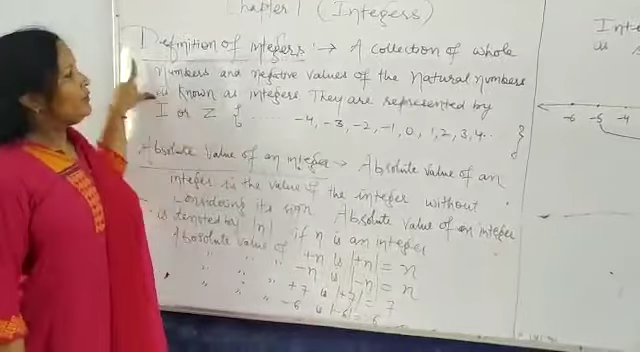 Chapter 1 (Integers)
Definition of integers :→ A collection of whole
numbers and negative values of the Natural numbers
is known as integers They are represented by
I or Z { ...... -4, -3, -2, -1, 0, 1, 2, 3, 4.. }
Absolute value of an integer → Absolute value of an
integer is the value of the integer without
considering its sign Absolute value of an integer
is denoted by |n| if n is an integer
Absolute value of +n is |+n| = n
" " " -n is |-n| = n
" " " +7 is |+7| = 7
" " " -6 is |-6| =
Inte
is
-6 -5 -4